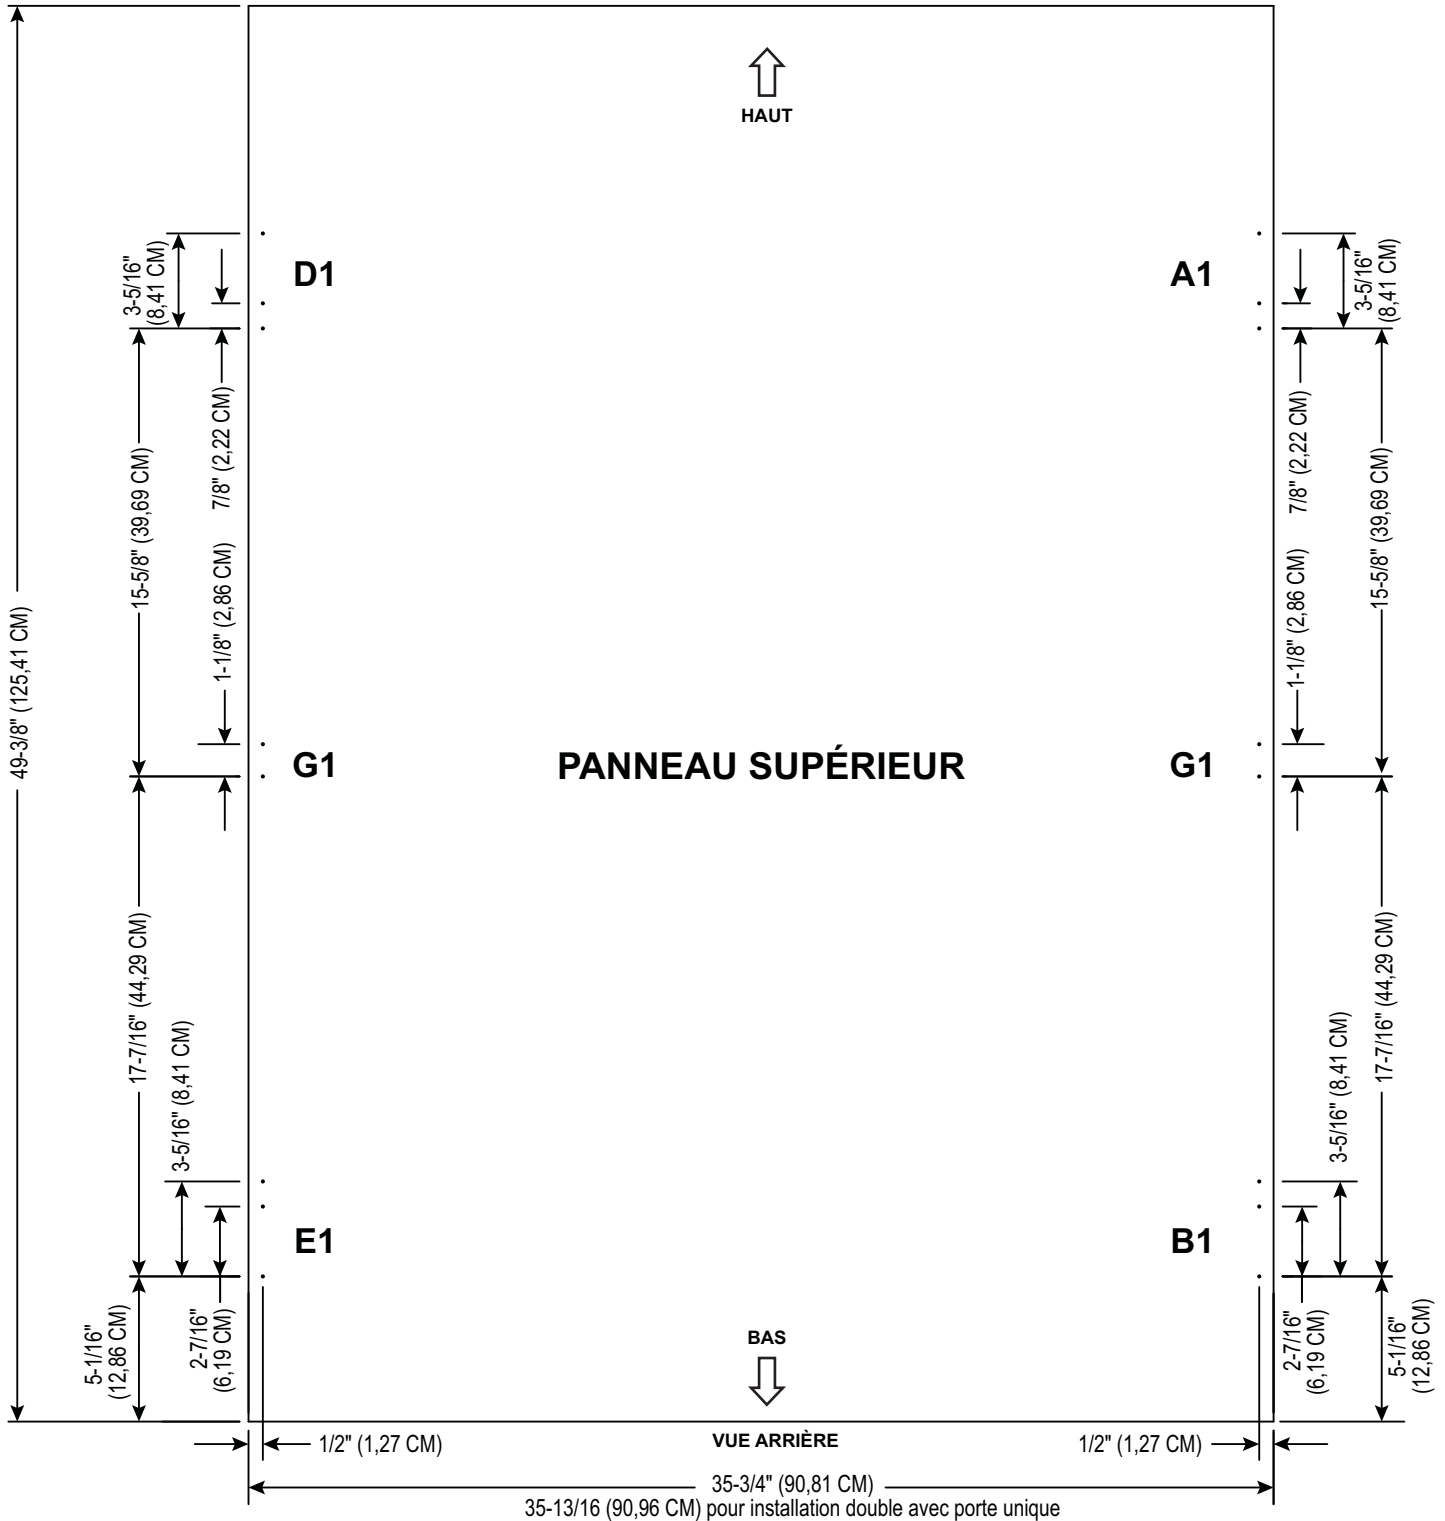 HAUT
3-5/16"
(8,41 CM)
D1
A1
3-5/16"
(8,41 CM)
7/8" (2,22 CM)
7/8" (2,22 CM)
15-5/8" (39,69 CM)
15-5/8" (39,69 CM)
1-1/8" (2,86 CM)
1-1/8" (2,86 CM)
49-3/8" (125,41 CM)
G1
PANNEAU SUPÉRIEUR
G1
17-7/16" (44,29 CM)
17-7/16" (44,29 CM)
3-5/16" (8,41 CM)
3-5/16" (8,41 CM)
E1
B1
5-1/16"
(12,86 CM)
2-7/16"
(6,19 CM)
BAS
2-7/16"
(6,19 CM)
5-1/16"
(12,86 CM)
1/2" (1,27 CM)
VUE ARRIÈRE
1/2" (1,27 CM)
35-3/4" (90,81 CM)
35-13/16 (90,96 CM) pour installation double avec porte unique